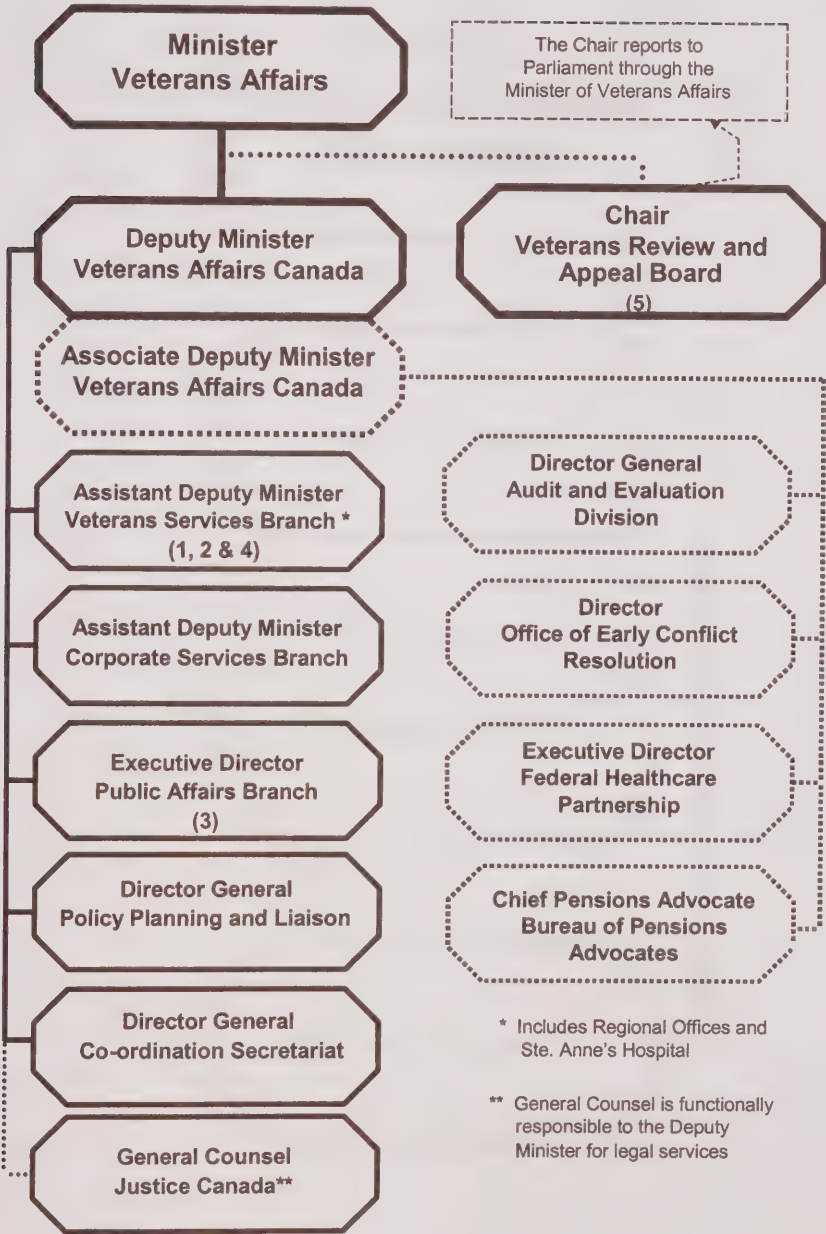 Minister
Veterans Affairs
The Chair reports to
Parliament through the
Minister of Veterans Affairs
Deputy Minister
Veterans Affairs Canada
Chair
Veterans Review and
Appeal Board
(5)
Associate Deputy Minister
Veterans Affairs Canada
Assistant Deputy Minister
Veterans Services Branch *
(1, 2 & 4)
Assistant Deputy Minister
Corporate Services Branch
Executive Director
Public Affairs Branch
(3)
Director General
Policy Planning and Liaison
Director General
Co-ordination Secretariat
General Counsel
Justice Canada**
Director General
Audit and Evaluation
Division
Director
Office of Early Conflict
Resolution
Executive Director
Federal Healthcare
Partnership
Chief Pensions Advocate
Bureau of Pensions
Advocates
* Includes Regional Offices and
Ste. Anne's Hospital
** General Counsel is functionally
responsible to the Deputy
Minister for legal services